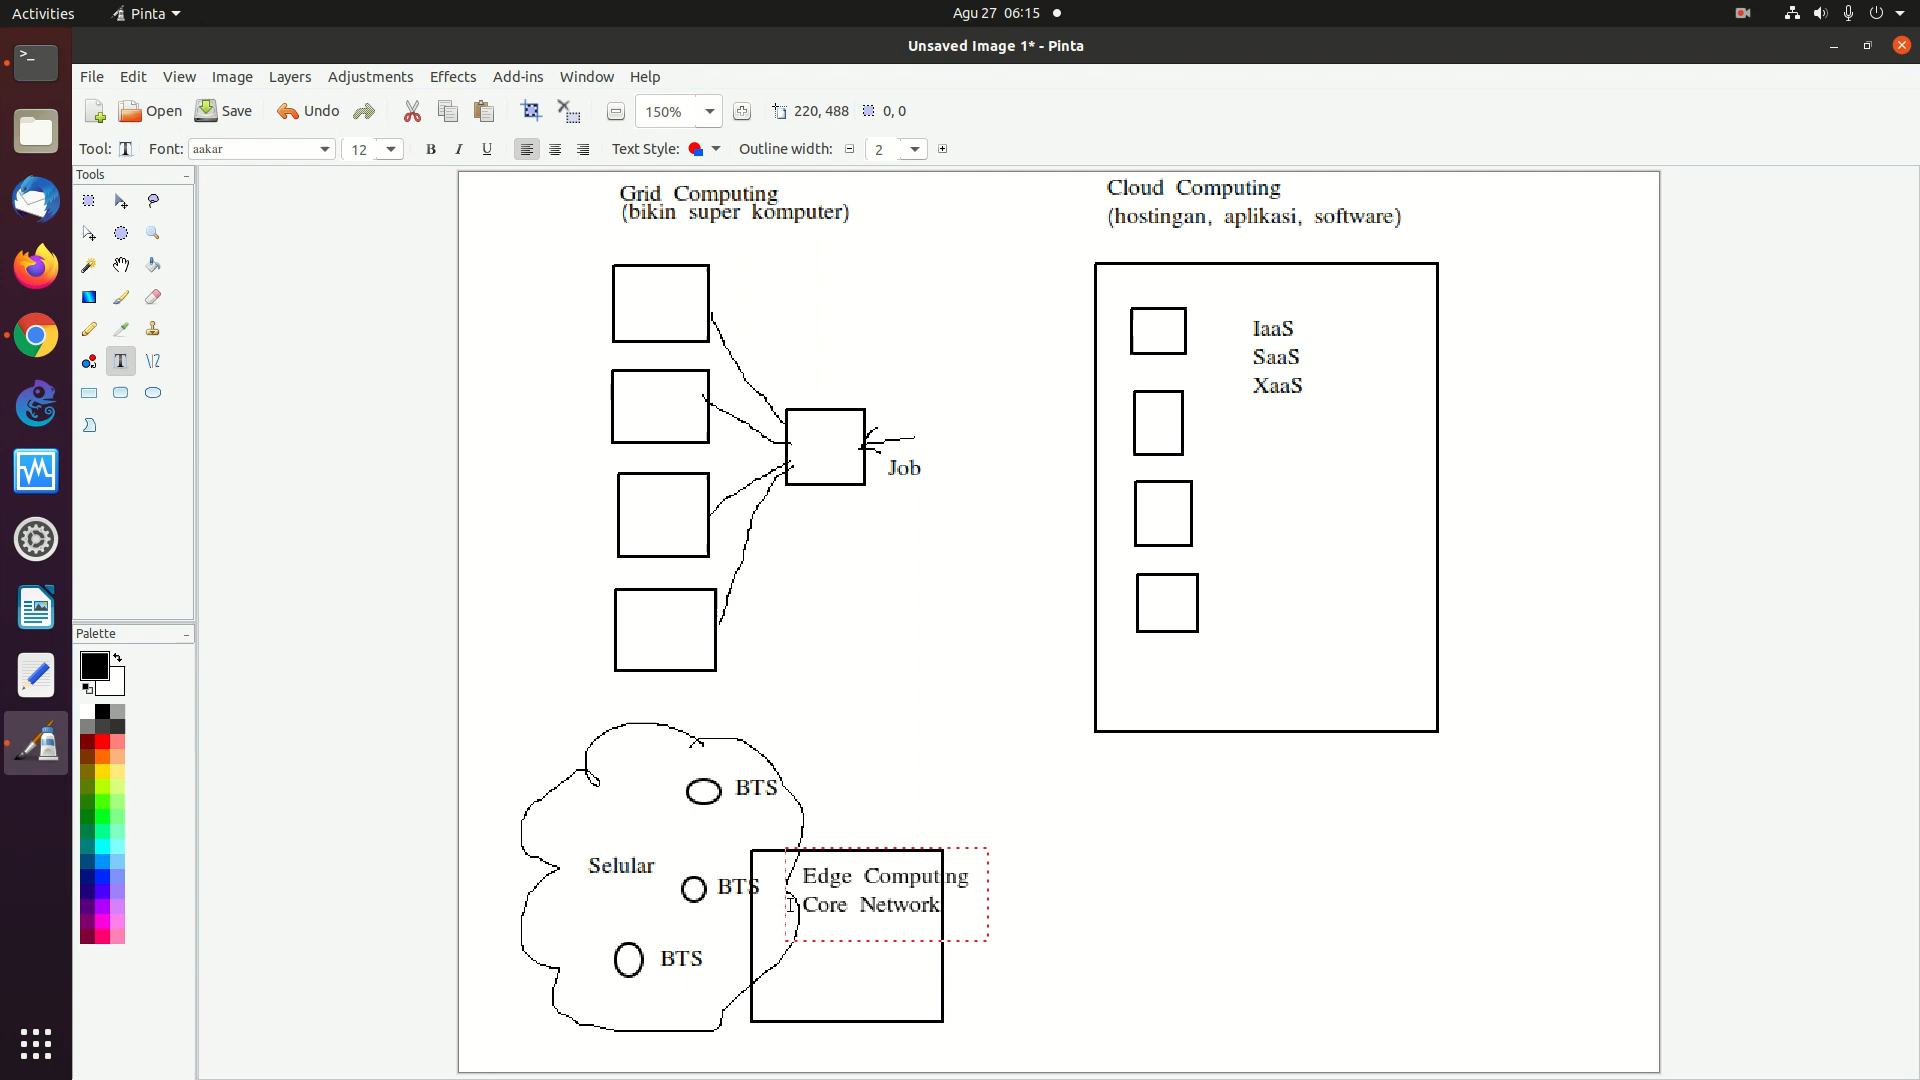 Activities
Pinta
Agu 27 06:15
Unsaved Image 1* - Pinta
File Edit View Image Layers Adjustments Effects Add-ins Window Help
Open Save Undo 150% 220, 488 0, 0
Tool: Font: aakar 12 B I U Text Style: Outline width: 2
Tools
Palette
Grid Computing
(bikin super komputer)
Job
Cloud Computing
(hostingan, aplikasi, software)
IaaS
SaaS
XaaS
BTS
Selular
BTS
BTS
Edge Computing
Core Network